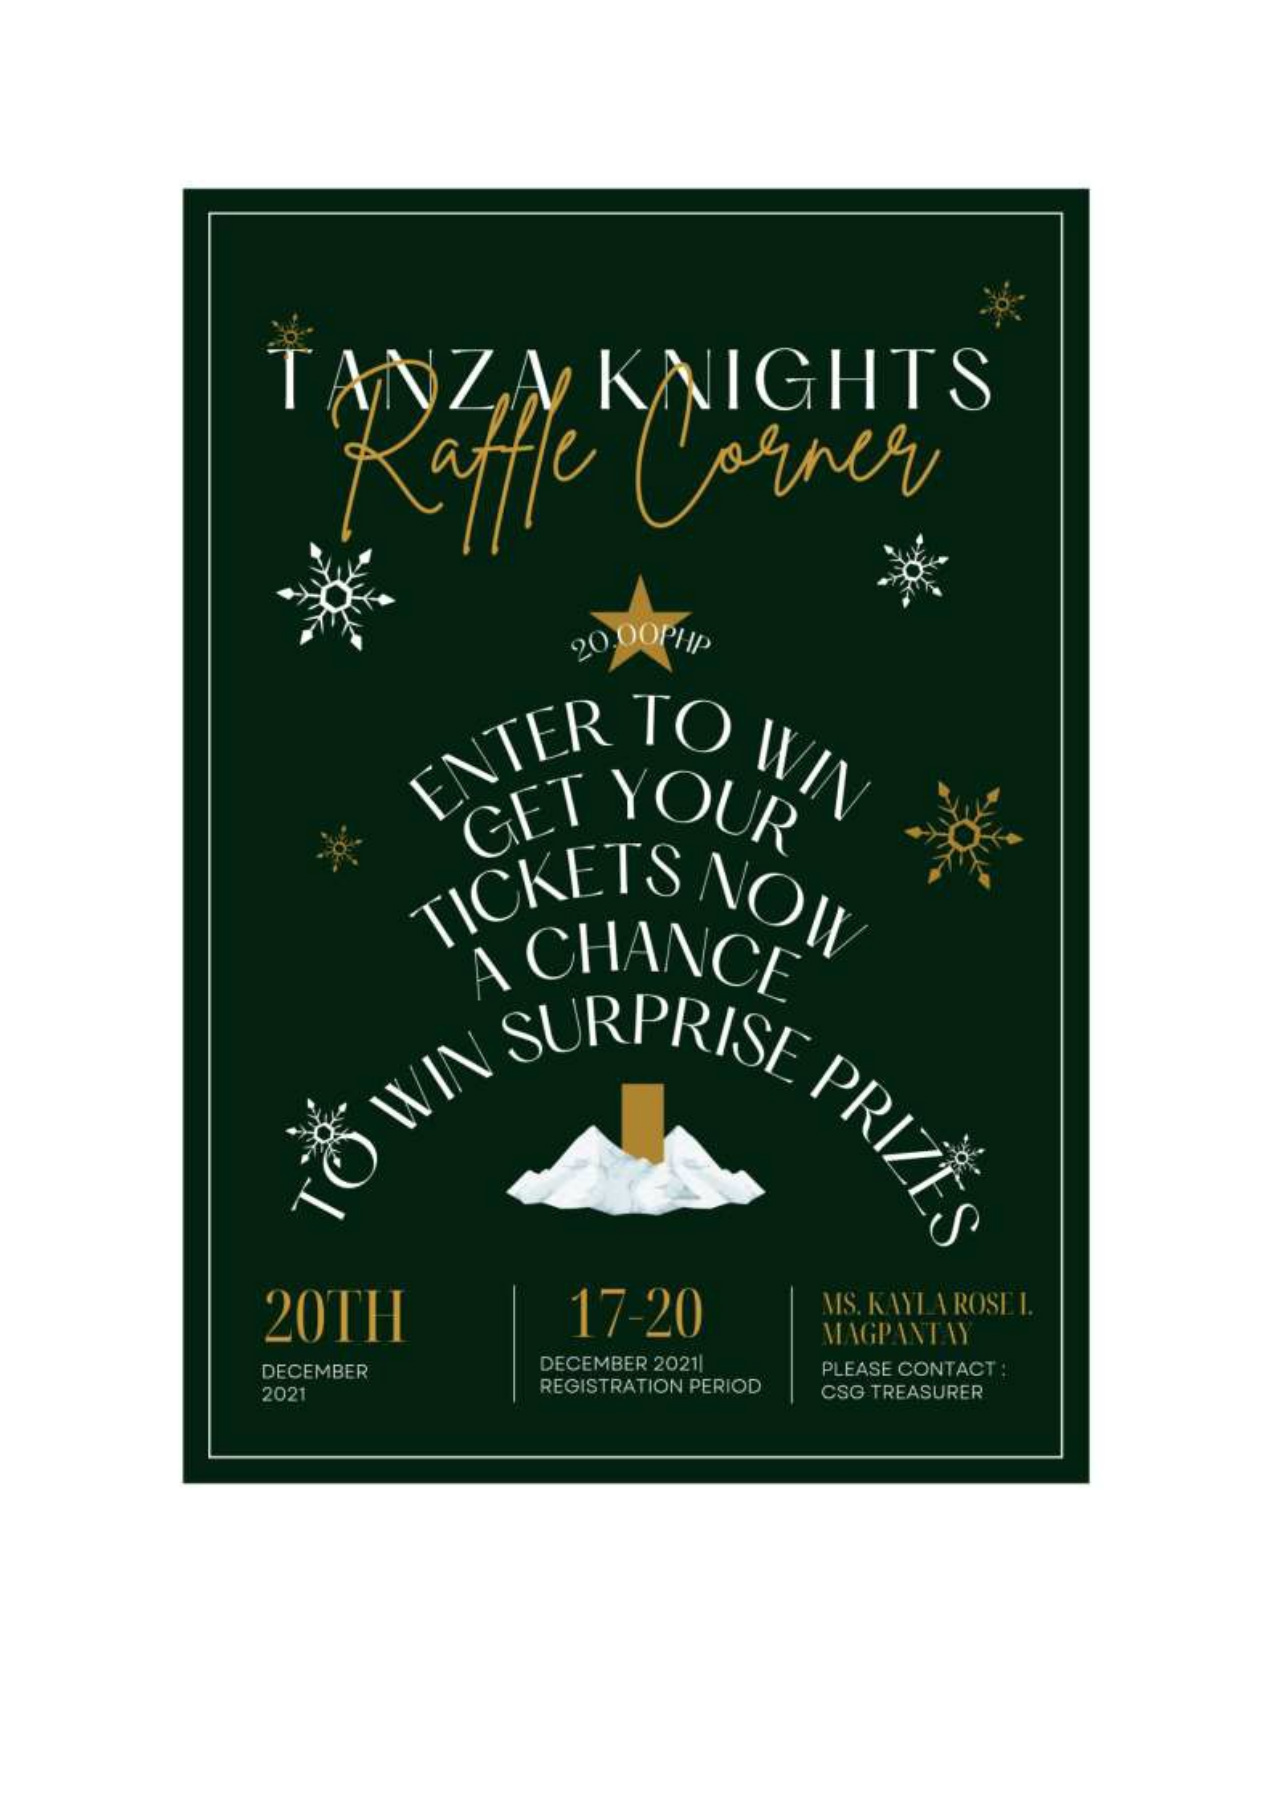 TANZA KNIGHTS
Raffle Corner
20.00PHP
ENTER TO WIN
GET YOUR
TICKETS NOW
A CHANCE
TO WIN SURPRISE PRIZES
20TH
DECEMBER
2021
17-20
DECEMBER 2021|
REGISTRATION PERIOD
MS. KAYLA ROSE I.
MAGPANTAY
PLEASE CONTACT :
CSG TREASURER